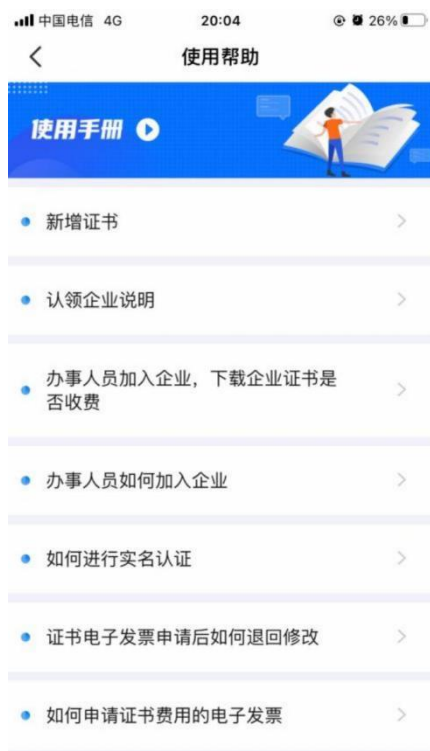 中国电信 4G 20:04 26%
使用帮助
使用手册
新增证书
认领企业说明
办事人员加入企业，下载企业证书是
否收费
办事人员如何加入企业
如何进行实名认证
证书电子发票申请后如何退回修改
如何申请证书费用的电子发票